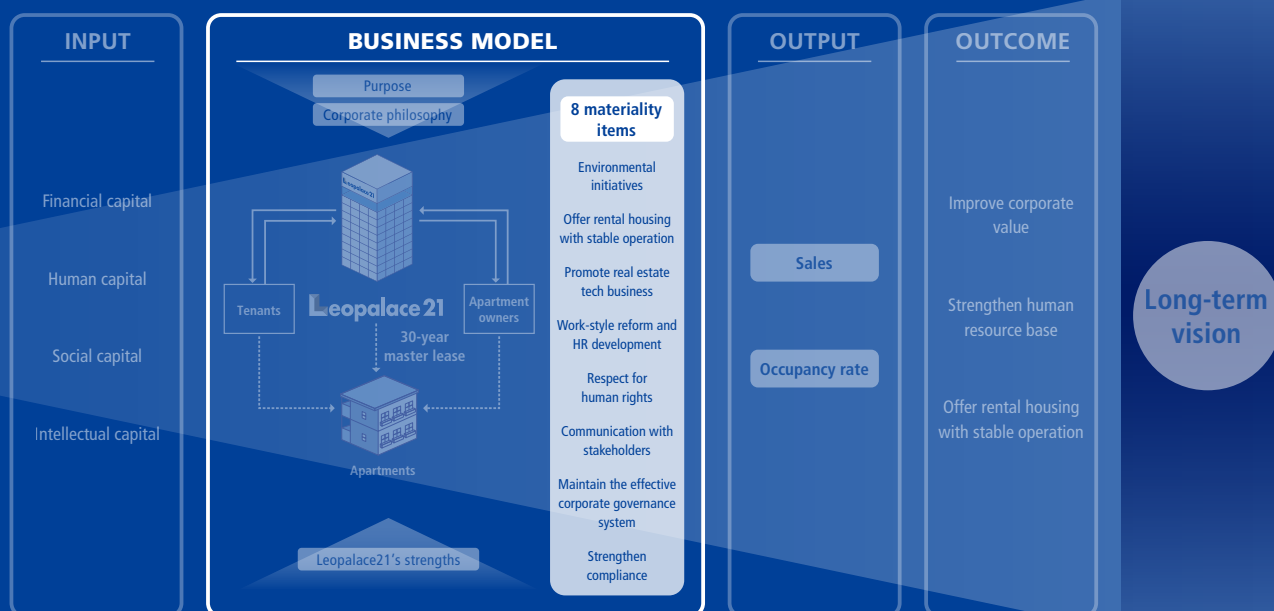 INPUT
Financial capital
Human capital
Social capital
Intellectual capital
BUSINESS MODEL
Purpose
Corporate philosophy
Leopalace21
Tenants
Leopalace21
Apartment
owners
30-year
master lease
Apartments
Leopalace21's strengths
8 materiality
items
Environmental
initiatives
Offer rental housing
with stable operation
Promote real estate
tech business
Work-style reform and
HR development
Respect for
human rights
Communication with
stakeholders
Maintain the effective
corporate governance
system
Strengthen
compliance
OUTPUT
Sales
Occupancy rate
OUTCOME
Improve corporate
value
Strengthen human
resource base
Offer rental housing
with stable operation
Long-term
vision